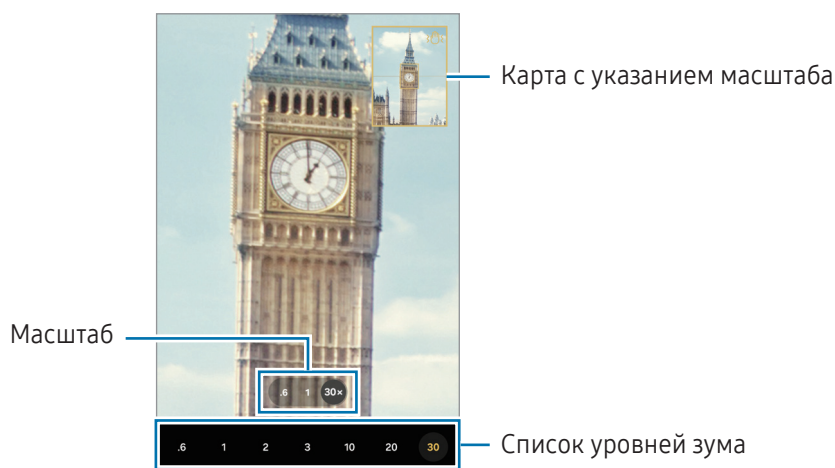 Карта с указанием масштаба
Масштаб
.6 1 30×
.6 1 2 3 10 20 30
Список уровней зума